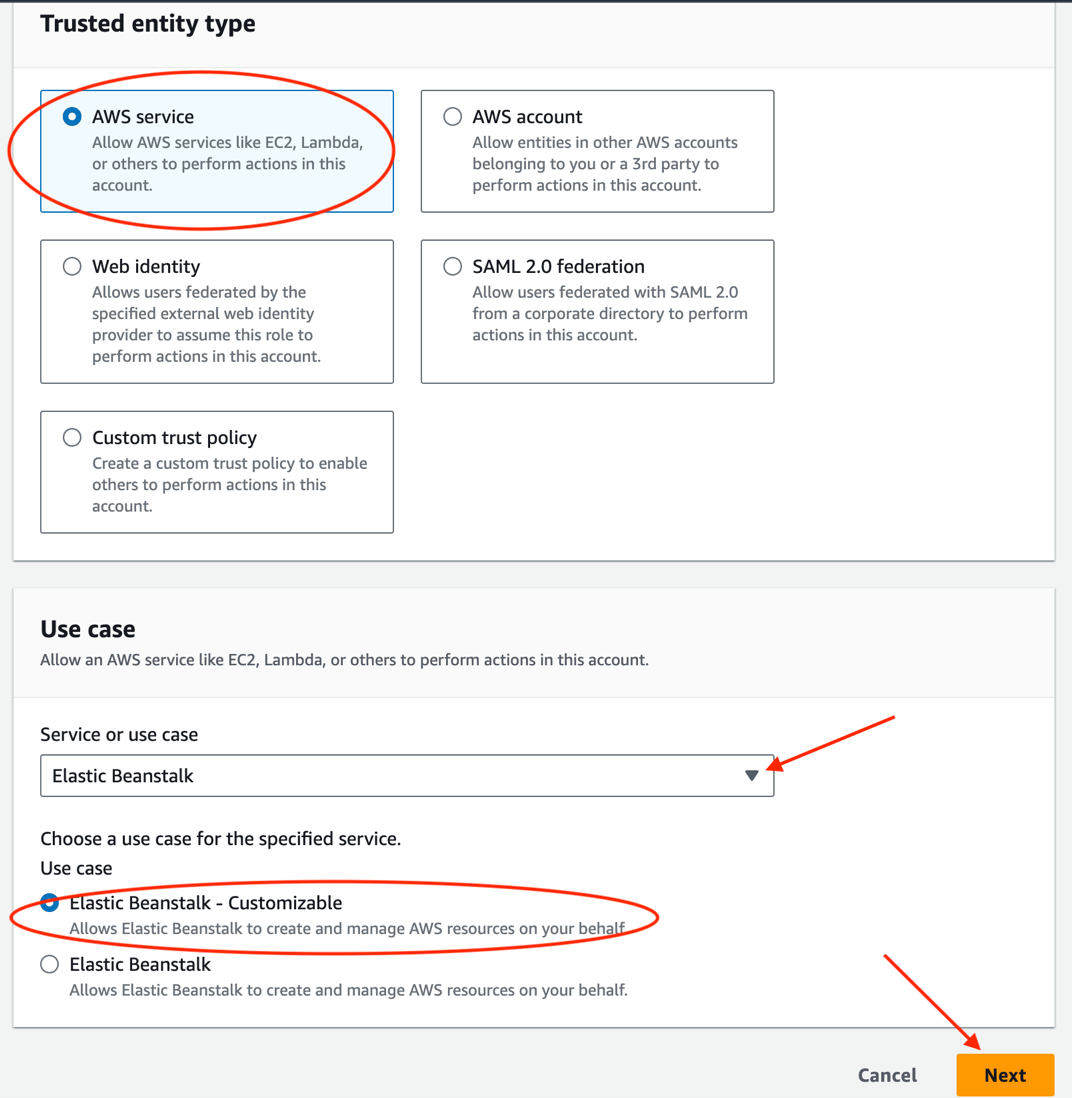 Trusted entity type
AWS service
Allow AWS services like EC2, Lambda,
or others to perform actions in this
account.
AWS account
Allow entities in other AWS accounts
belonging to you or a 3rd party to
perform actions in this account.
Web identity
Allows users federated by the
specified external web identity
provider to assume this role to
perform actions in this account.
SAML 2.0 federation
Allow users federated with SAML 2.0
from a corporate directory to perform
actions in this account.
Custom trust policy
Create a custom trust policy to enable
others to perform actions in this
account.
Use case
Allow an AWS service like EC2, Lambda, or others to perform actions in this account.
Service or use case
Elastic Beanstalk
Choose a use case for the specified service.
Use case
Elastic Beanstalk - Customizable
Allows Elastic Beanstalk to create and manage AWS resources on your behalf.
Elastic Beanstalk
Allows Elastic Beanstalk to create and manage AWS resources on your behalf.
Cancel
Next